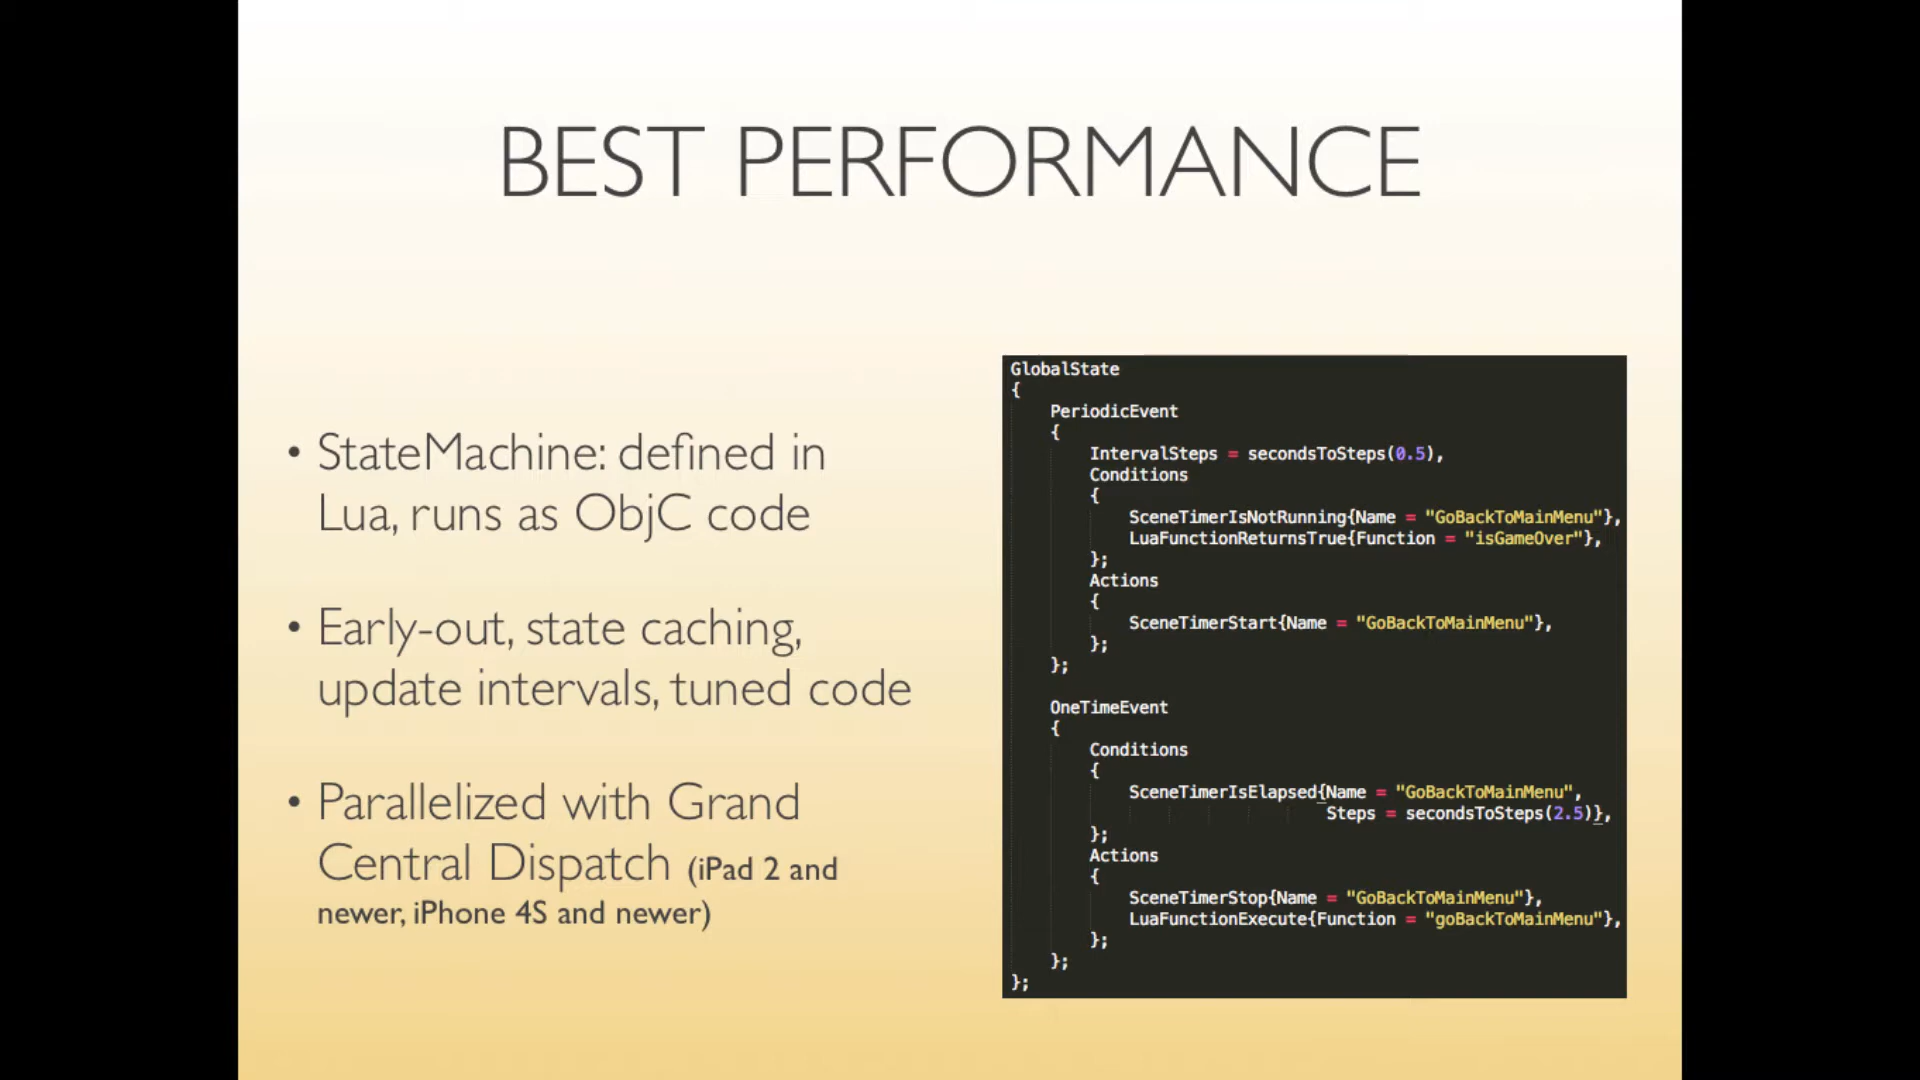 BEST PERFORMANCE
• StateMachine: defined in
Lua, runs as ObjC code
• Early-out, state caching,
update intervals, tuned code
• Parallelized with Grand
Central Dispatch (iPad 2 and
newer, iPhone 4S and newer)
GlobalState
{
    PeriodicEvent
    {
        IntervalSteps = secondsToSteps(0.5),
        Conditions
        {
            SceneTimerIsNotRunning{Name = "GoBackToMainMenu"},
            LuaFunctionReturnsTrue{Function = "isGameOver"},
        };
        Actions
        {
            SceneTimerStart{Name = "GoBackToMainMenu"},
        };
    };
    OneTimeEvent
    {
        Conditions
        {
            SceneTimerIsElapsed{Name = "GoBackToMainMenu",
                                Steps = secondsToSteps(2.5)},
        };
        Actions
        {
            SceneTimerStop{Name = "GoBackToMainMenu"},
            LuaFunctionExecute{Function = "goBackToMainMenu"},
        };
    };
};